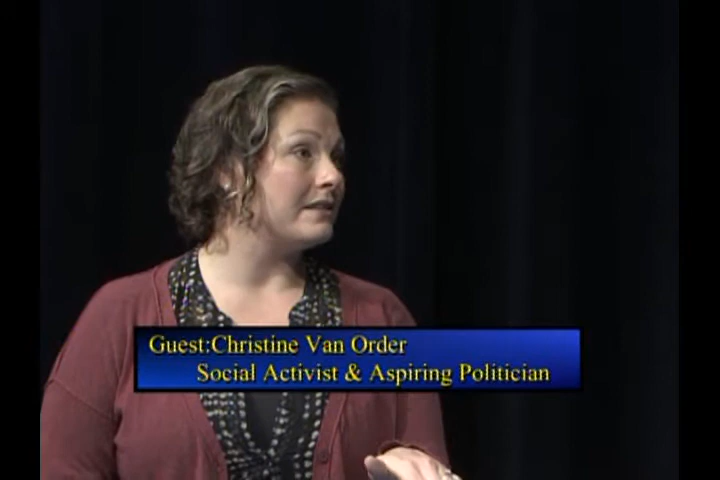 Guest:Christine Van Order
Social Activist & Aspiring Politician